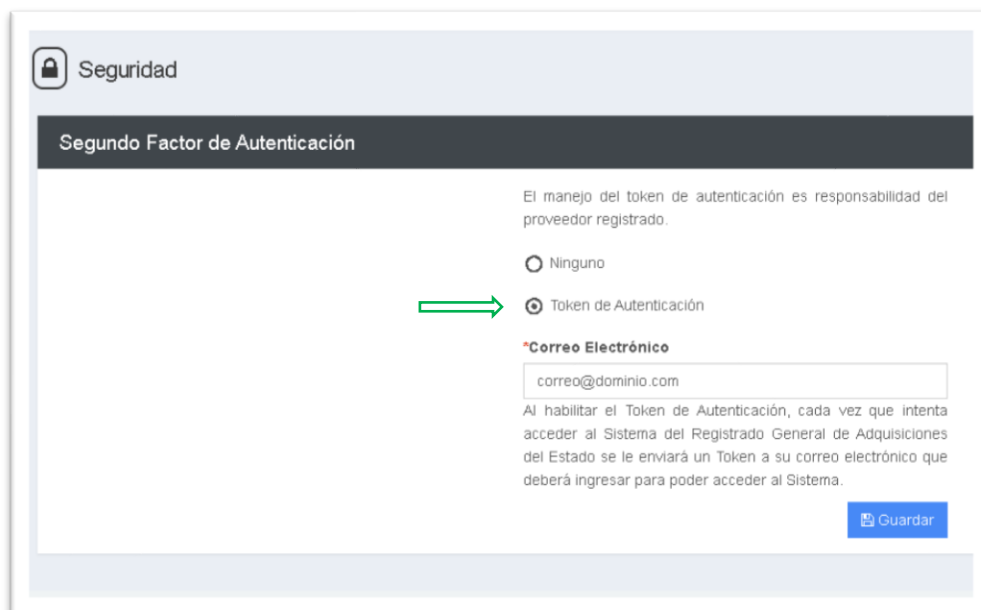 Seguridad
Segundo Factor de Autenticación
El manejo del token de autenticación es responsabilidad del
proveedor registrado.
Ninguno
Token de Autenticación
*Correo Electrónico
correo@dominio.com
Al habilitar el Token de Autenticación, cada vez que intenta
acceder al Sistema del Registrado General de Adquisiciones
del Estado se le enviará un Token a su correo electrónico que
deberá ingresar para poder acceder al Sistema.
Guardar